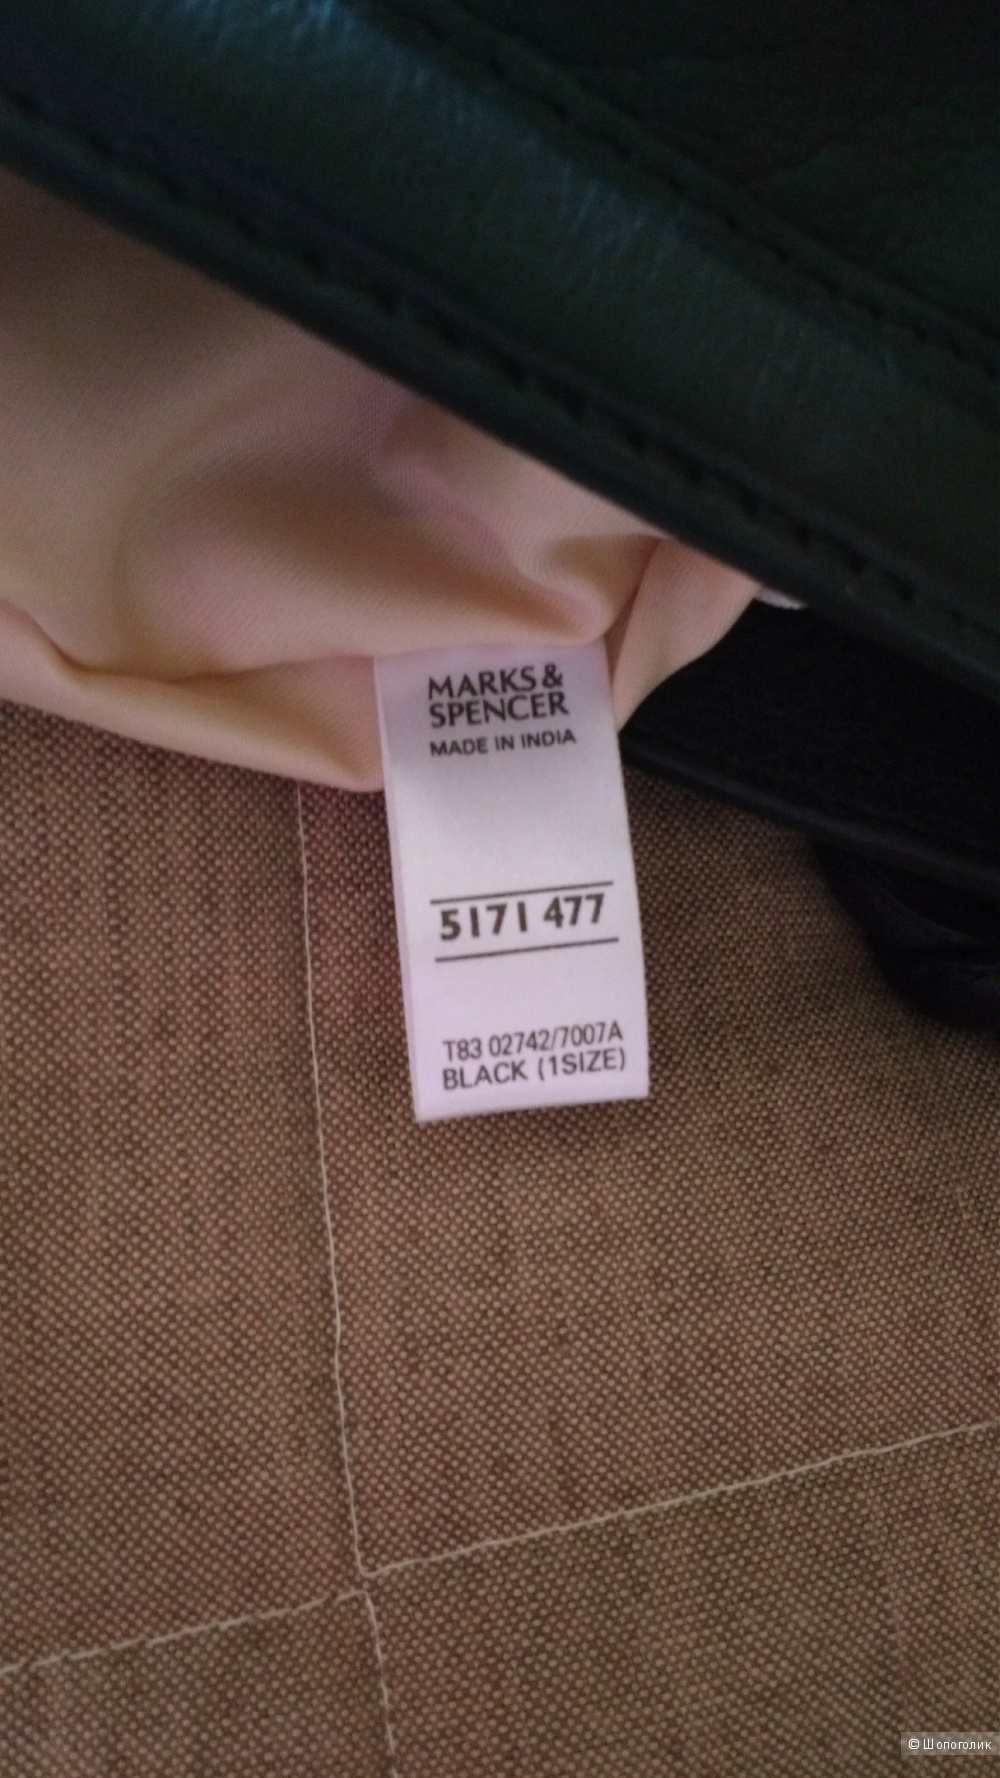 MARKS &
SPENCER
MADE IN INDIA
5171 477
T83 02742/7007A
BLACK (1SIZE)
© Шопоголик